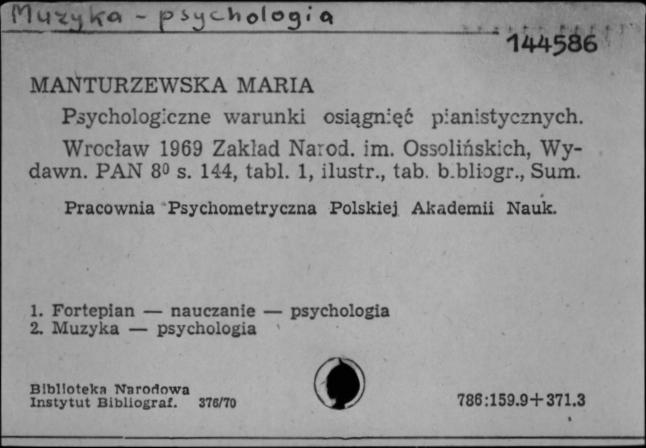 Muzyka - psychologia
144586
MANTURZEWSKA MARIA
Psychologiczne warunki osiągnięć pianistycznych.
Wrocław 1969 Zakład Narod. im. Ossolińskich, Wy-
dawn. PAN 8⁰ s. 144, tabl. 1, ilustr., tab. bibliogr., Sum.
Pracownia Psychometryczna Polskiej Akademii Nauk.
1. Fortepian — nauczanie — psychologia
2. Muzyka — psychologia
Biblioteka Narodowa
Instytut Bibliograf. 376/70
786:159.9+371.3